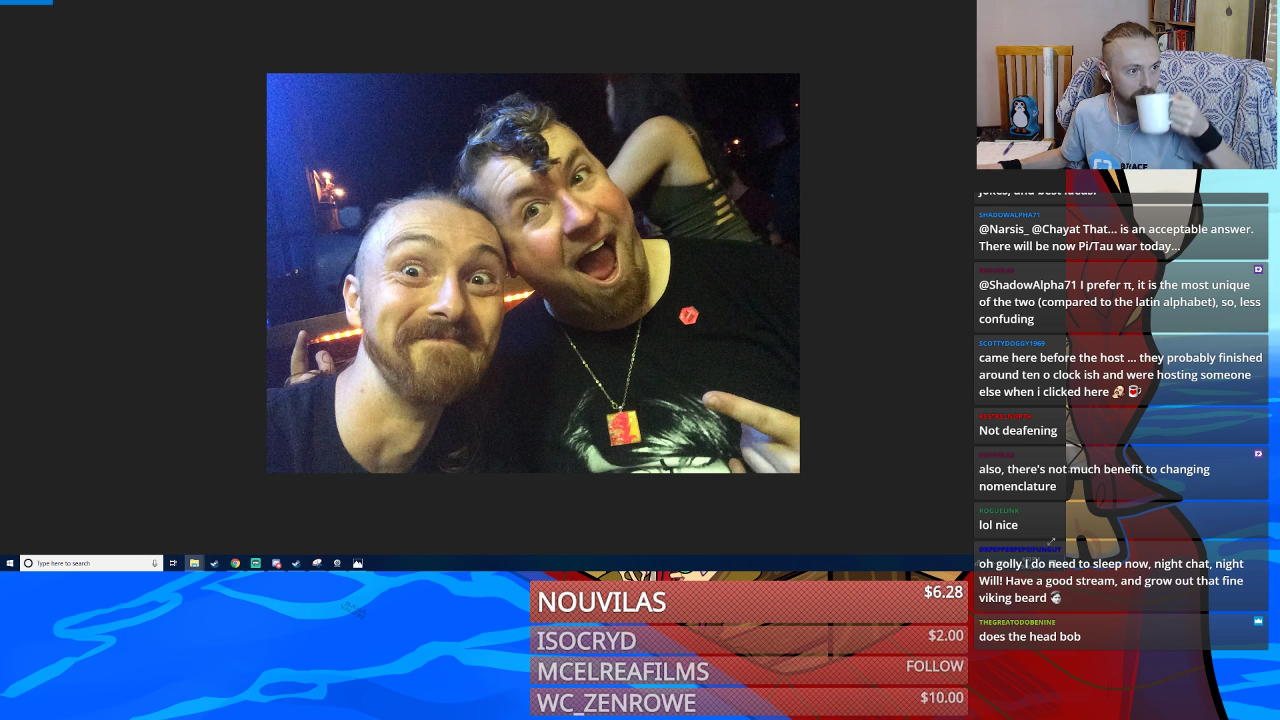 BRACE
jokes, and best ideas!
SHADOWALPHA71
@Narsis_ @Chayat That... is an acceptable answer.
There will be now Pi/Tau war today...
@ShadowAlpha71 I prefer π, it is the most unique
of the two (compared to the latin alphabet), so, less
confuding
SCOTTYDOGGY1969
came here before the host ... they probably finished
around ten o clock ish and were hosting someone
else when i clicked here
Not deafening
also, there's not much benefit to changing
nomenclature
ROGUELINK
lol nice
oh golly I do need to sleep now, night chat, night
Will! Have a good stream, and grow out that fine
viking beard
THEGREATODOBENINE
does the head bob
Type here to search
NOUVILAS $6.28
ISOCRYD $2.00
MCELREAFILMS FOLLOW
WC_ZENROWE $10.00